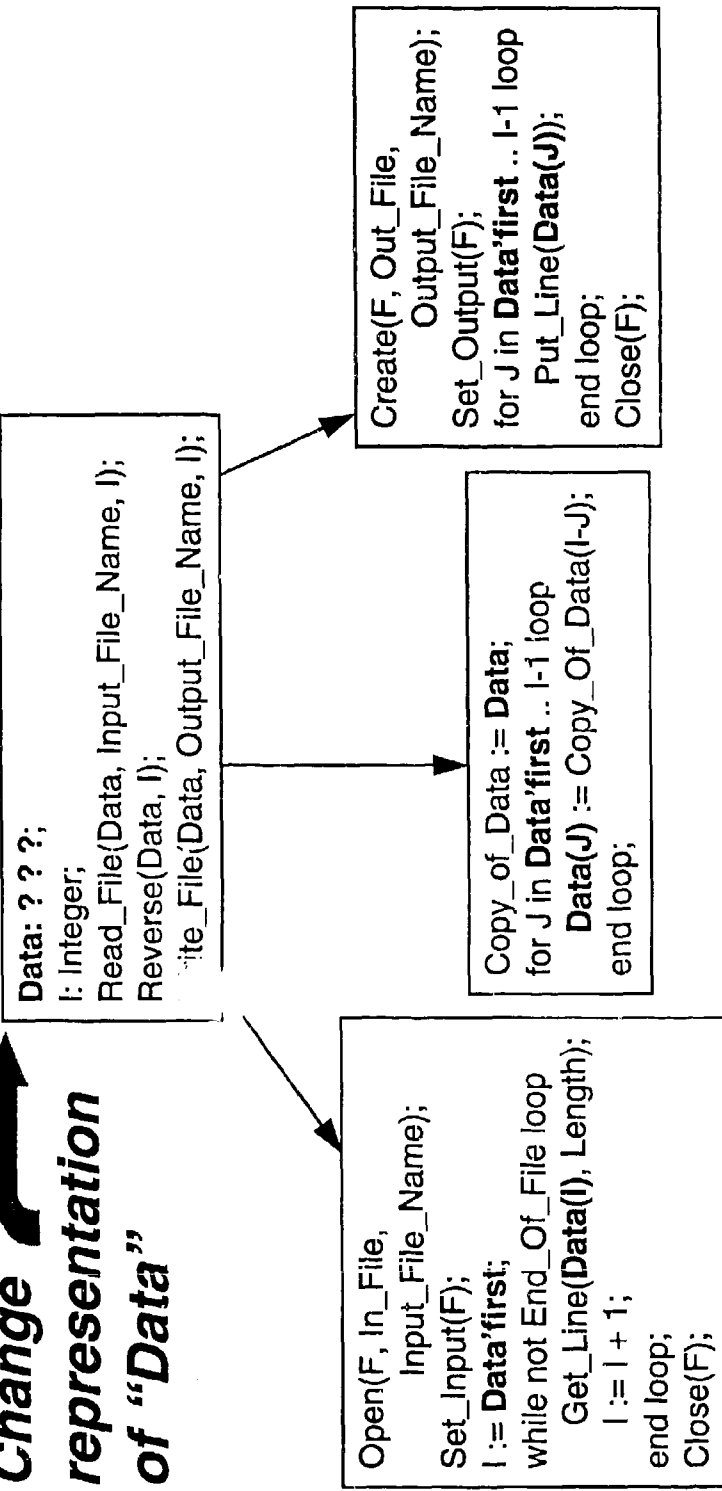 Change
representation
of “Data”
Data: ? ? ?;
I: Integer;
Read_File(Data, Input_File_Name, I);
Reverse(Data, I);
ite_File(Data, Output_File_Name, I);
Open(F, In_File,
Input_File_Name);
Set_Input(F);
I := Data'first;
while not End_Of_File loop
Get_Line(Data(I), Length);
I := I + 1;
end loop;
Close(F);
Copy_of_Data := Data;
for J in Data'first .. I-1 loop
Data(J) := Copy_Of_Data(I-J);
end loop;
Create(F, Out_File,
Output_File_Name);
Set_Output(F);
for J in Data'first .. I-1 loop
Put_Line(Data(J));
end loop;
Close(F);